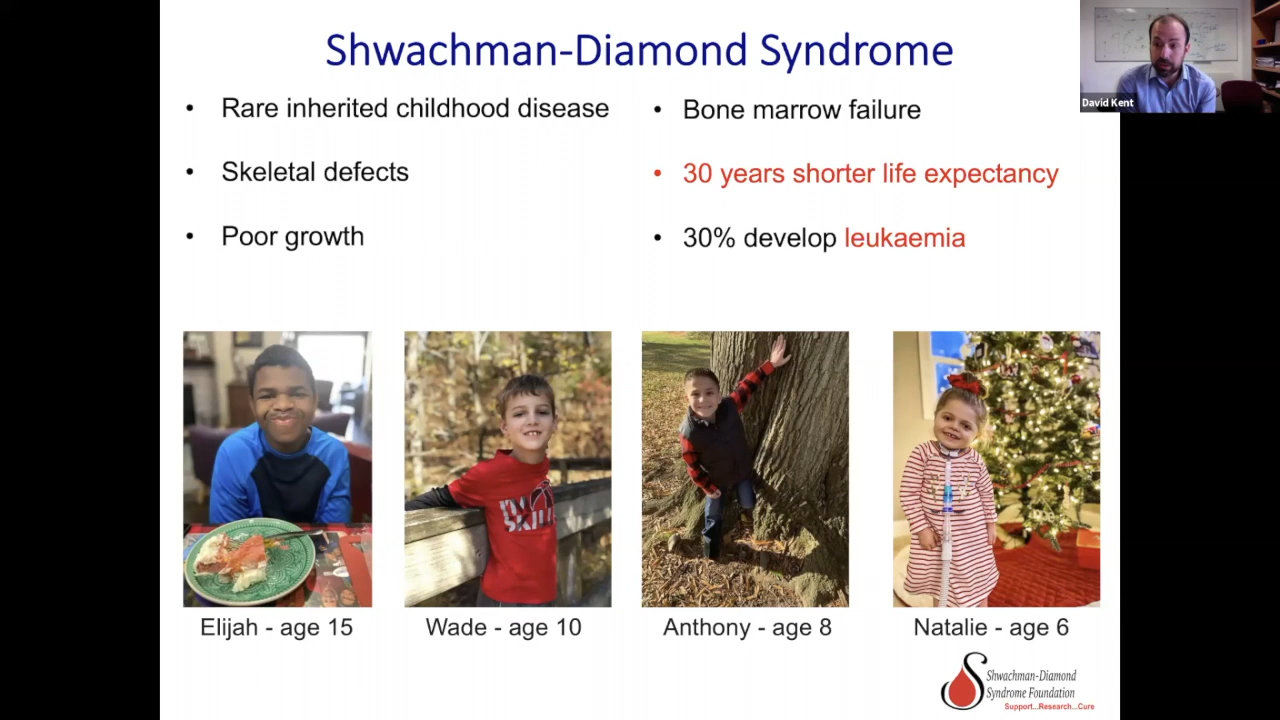 Shwachman-Diamond Syndrome
David Kent
• Rare inherited childhood disease
• Skeletal defects
• Poor growth
• Bone marrow failure
• 30 years shorter life expectancy
• 30% develop leukaemia
SKILL
Elijah - age 15
Wade - age 10
Anthony - age 8
Natalie - age 6
Shwachman-Diamond
Syndrome Foundation
Support...Research...Cure